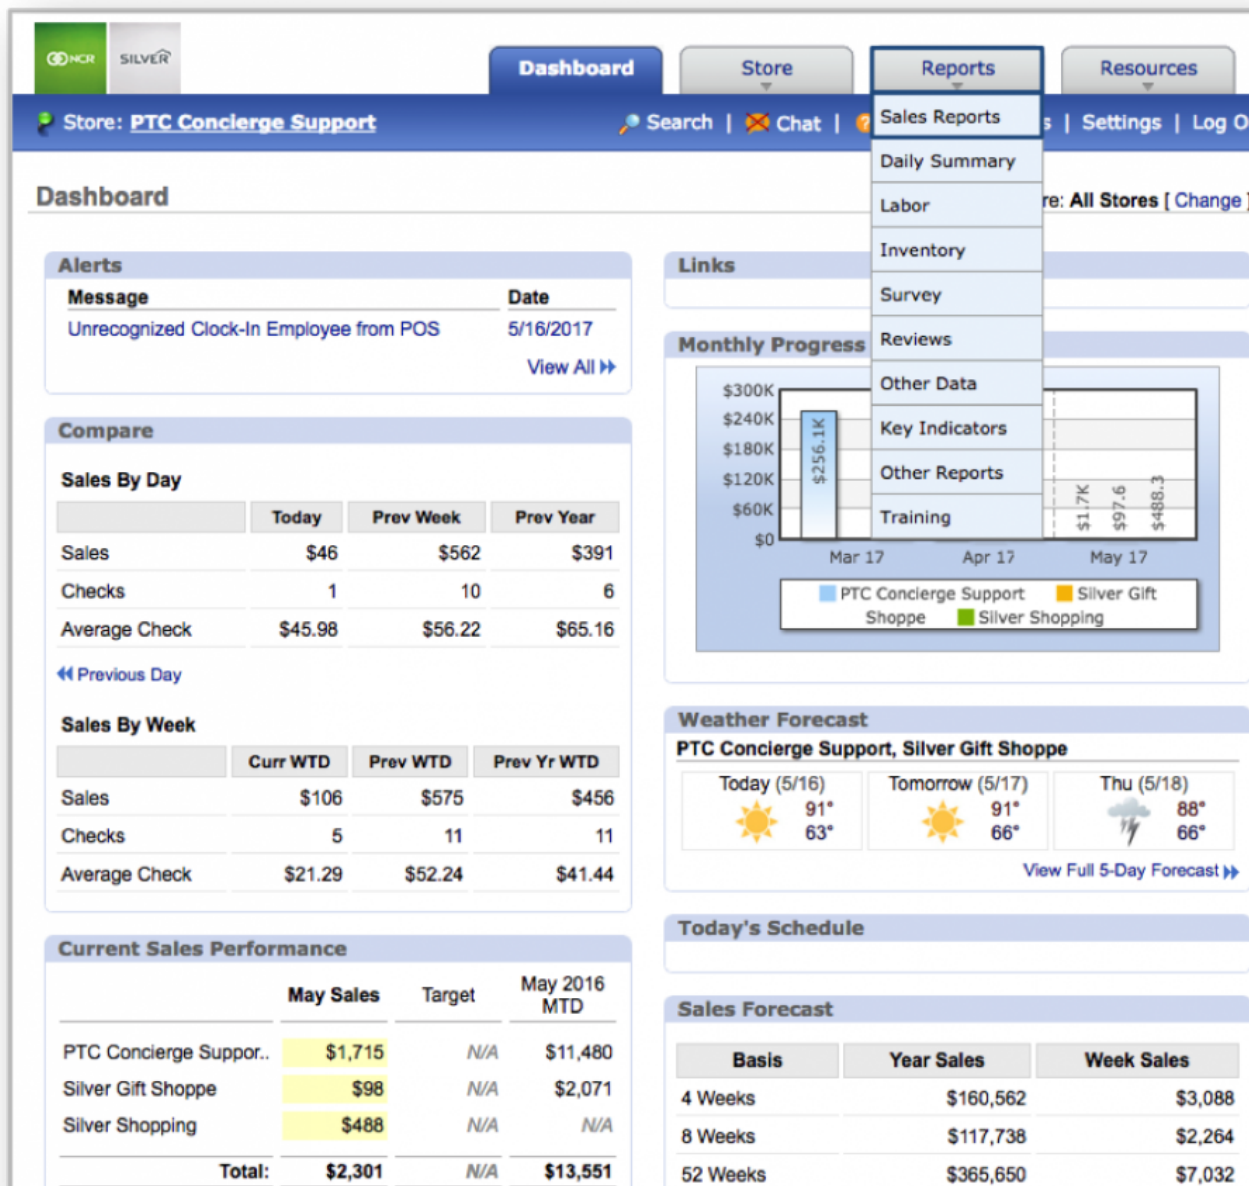 NCR SILVER
Dashboard Store Reports Resources
Store: PTC Concierge Support Search | Chat | s | Settings | Log O
Sales Reports
Daily Summary
Labor
Inventory
Survey
Reviews
Other Data
Key Indicators
Other Reports
Training
Dashboard
re: All Stores [ Change ]
Alerts
Message Date
Unrecognized Clock-In Employee from POS 5/16/2017
View All
Compare
Sales By Day
Today Prev Week Prev Year
Sales $46 $562 $391
Checks 1 10 6
Average Check $45.98 $56.22 $65.16
Previous Day
Sales By Week
Curr WTD Prev WTD Prev Yr WTD
Sales $106 $575 $456
Checks 5 11 11
Average Check $21.29 $52.24 $41.44
Current Sales Performance
May Sales Target May 2016
MTD
PTC Concierge Suppor.. $1,715 N/A $11,480
Silver Gift Shoppe $98 N/A $2,071
Silver Shopping $488 N/A N/A
Total: $2,301 N/A $13,551
Links
Monthly Progress
$300K
$240K
$180K
$120K
$60K
$0
$256.1K
$1.7K
$97.6
$488.3
Mar 17 Apr 17 May 17
PTC Concierge Support Silver Gift
Shoppe Silver Shopping
Weather Forecast
PTC Concierge Support, Silver Gift Shoppe
Today (5/16) Tomorrow (5/17) Thu (5/18)
91° 91° 88°
63° 66° 66°
View Full 5-Day Forecast
Today's Schedule
Sales Forecast
Basis Year Sales Week Sales
4 Weeks $160,562 $3,088
8 Weeks $117,738 $2,264
52 Weeks $365,650 $7,032